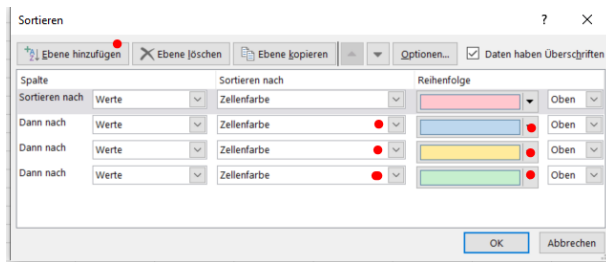 Sortieren ? ×
Ebene hinzufügen Ebene löschen Ebene kopieren Optionen... Daten haben Überschriften
Spalte Sortieren nach Reihenfolge
Sortieren nach Werte Zellenfarbe Oben
Dann nach Werte Zellenfarbe Oben
Dann nach Werte Zellenfarbe Oben
Dann nach Werte Zellenfarbe Oben
OK Abbrechen